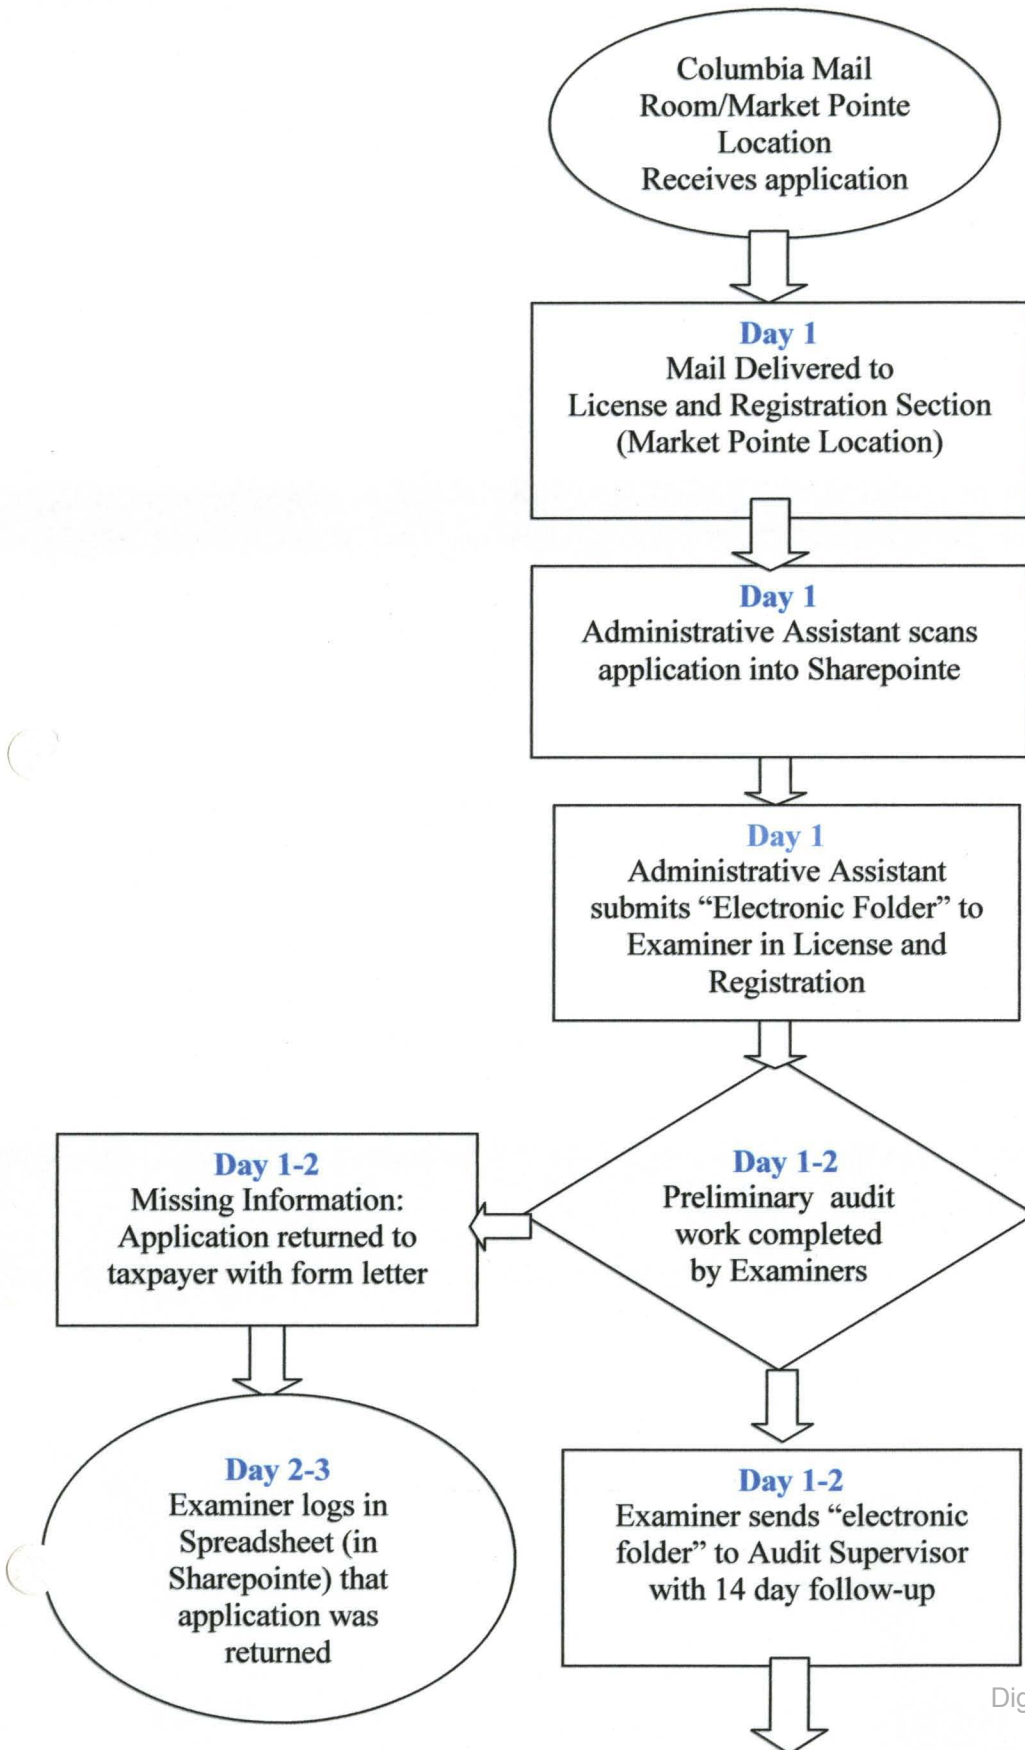 Columbia Mail
Room/Market Pointe
Location
Receives application
Day 1
Mail Delivered to
License and Registration Section
(Market Pointe Location)
Day 1
Administrative Assistant scans
application into Sharepointe
Day 1
Administrative Assistant
submits “Electronic Folder” to
Examiner in License and
Registration
Day 1-2
Preliminary audit
work completed
by Examiners
Day 1-2
Missing Information:
Application returned to
taxpayer with form letter
Day 2-3
Examiner logs in
Spreadsheet (in
Sharepointe) that
application was
returned
Day 1-2
Examiner sends “electronic
folder” to Audit Supervisor
with 14 day follow-up
Dig